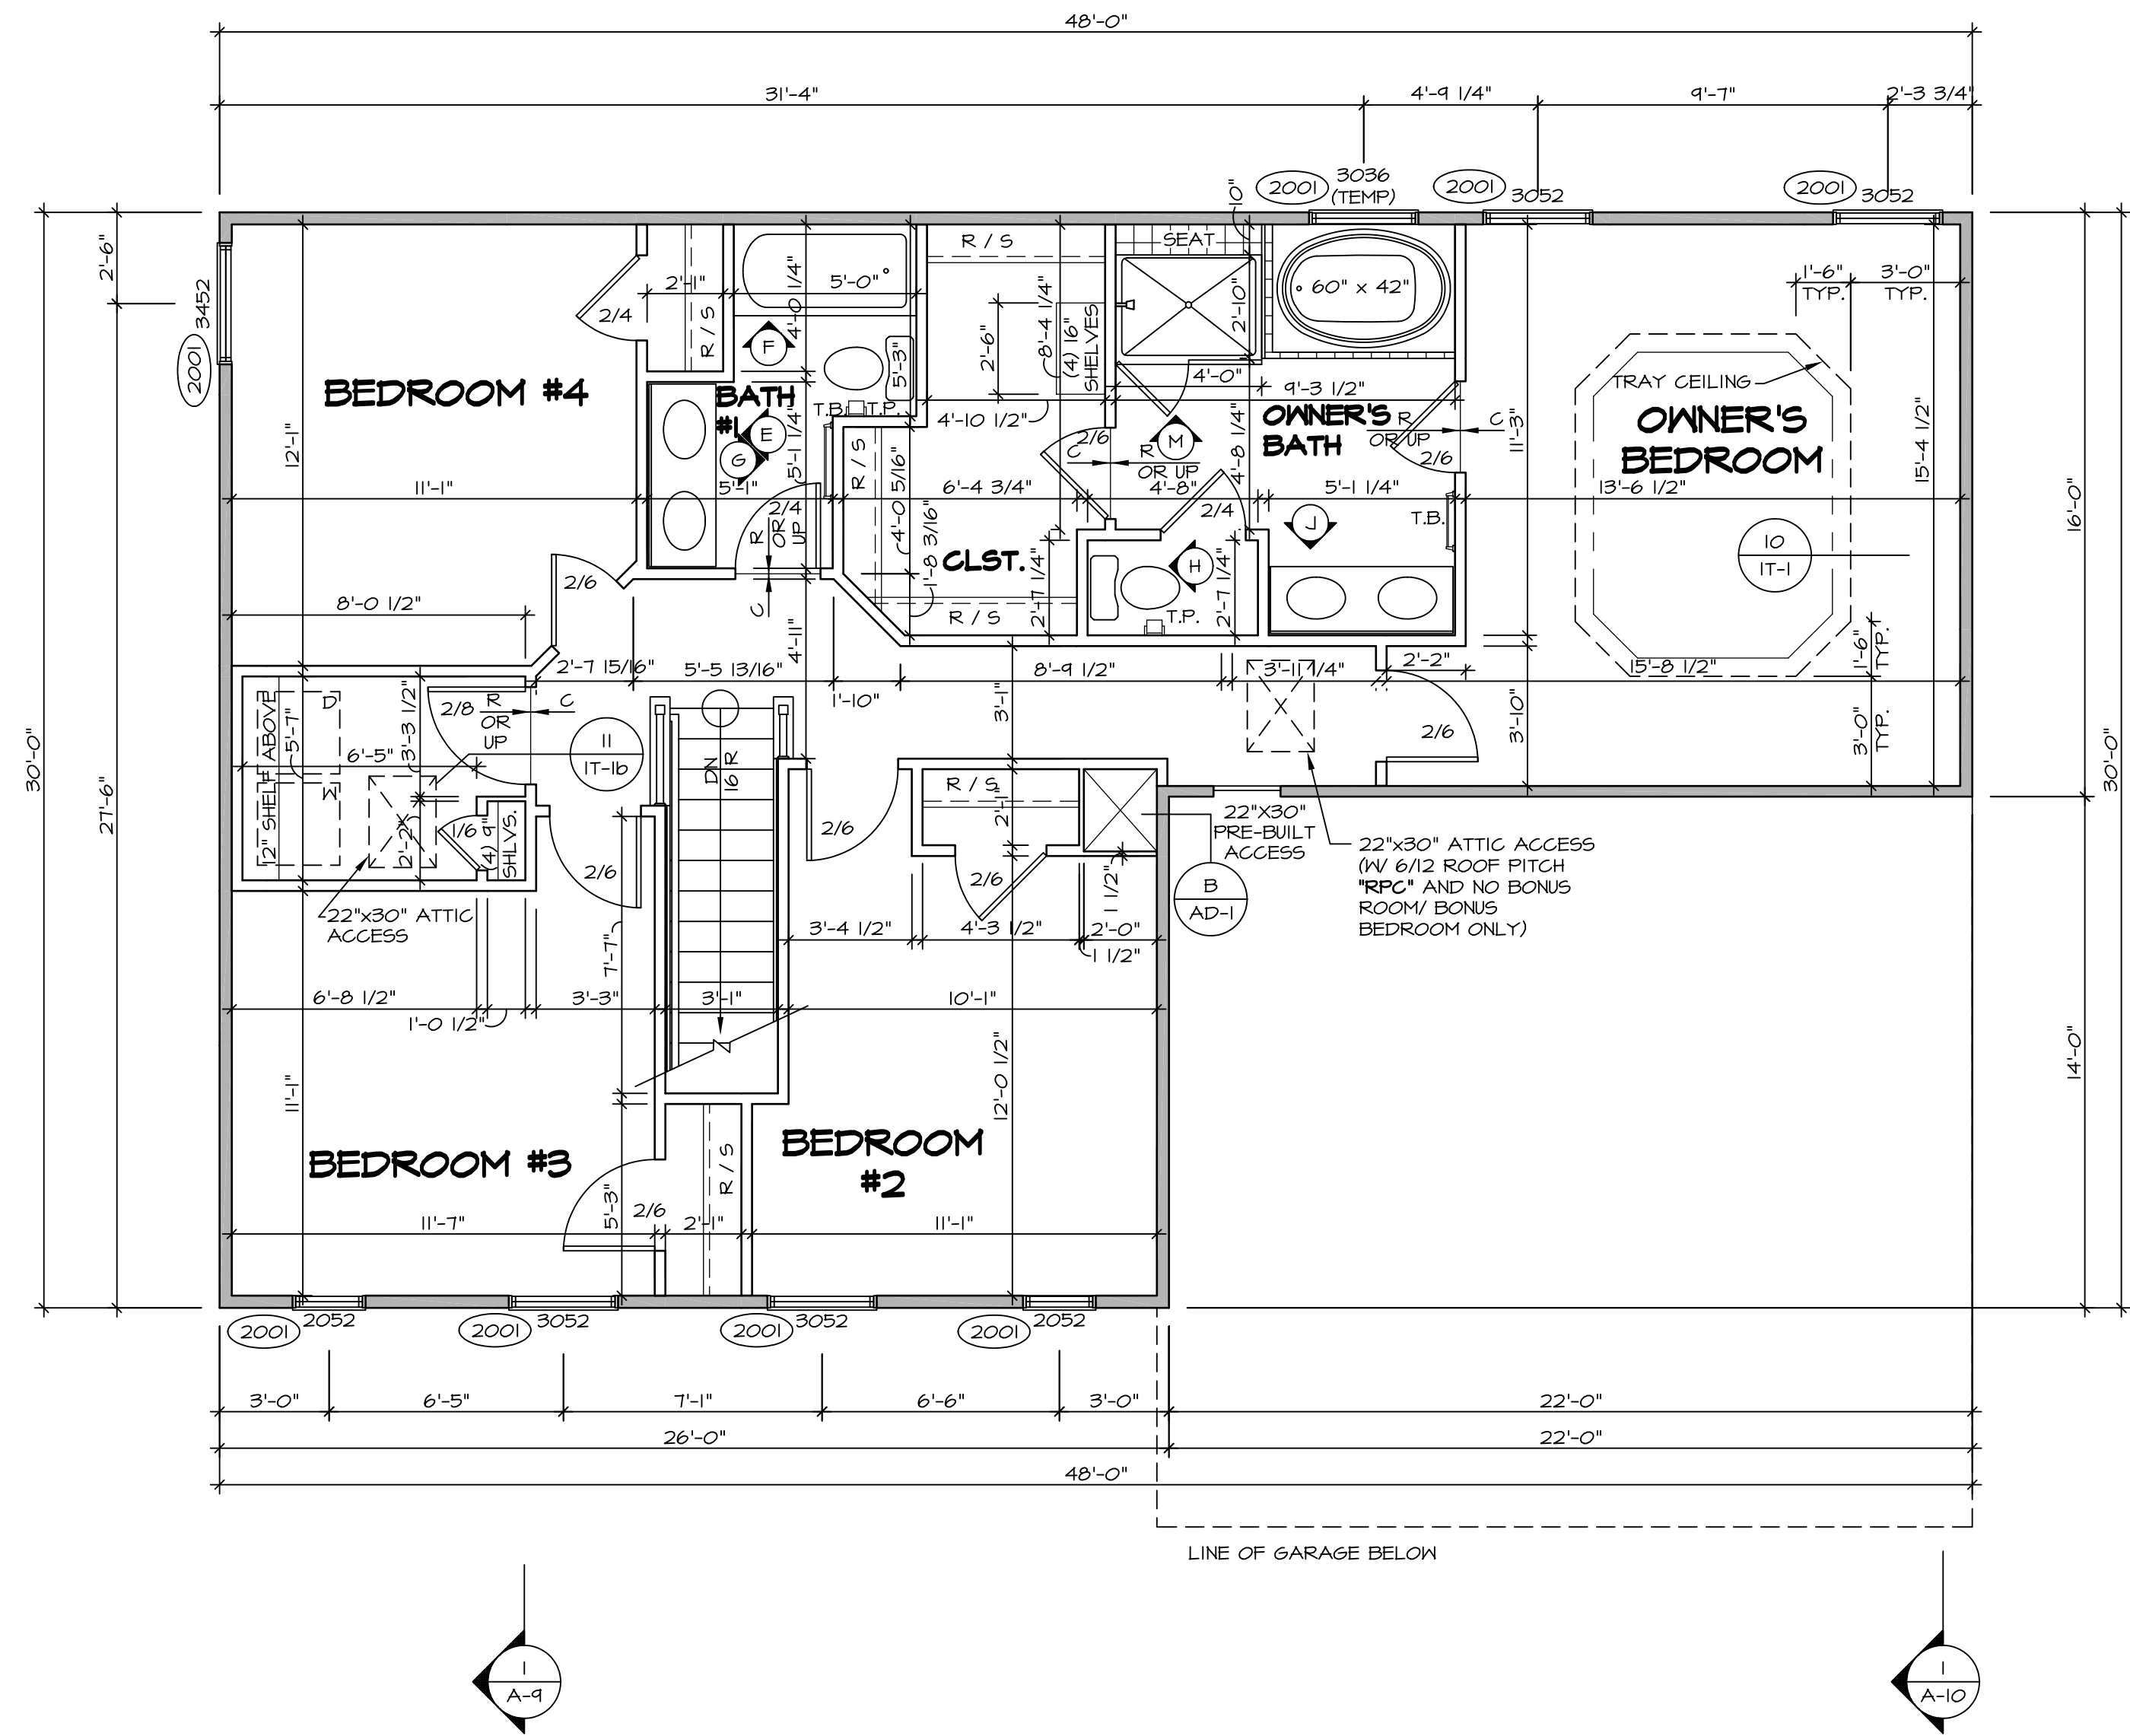 48'-0"
31'-4"
4'-9 1/4"
9'-7"
2'-3 3/4"
2001
3036
(TEMP)
2001
3052
2001
3052
30'-0"
2'-6"
27'-6"
3452
2001
16'-0"
30'-0"
14'-0"
BEDROOM #4
12'-1"
11'-1"
8'-0 1/2"
2/4
2'-1"
R / S
5'-0"
4'-0 1/4"
F
BATH
#1
E
G
T.B.
T.P.
5'-3"
5'-1 1/4"
5'-1"
2/4
R
OR
UP
C
2/6
R / S
2'-6"
8'-4 1/4"
(4) 16"
SHELVES
4'-10 1/2"
R / S
4'-0 5/16"
6'-4 3/4"
1'-8 3/16"
CLST.
R / S
2'-7 1/4"
10"
SEAT
2'-10"
4'-0"
60" x 42"
9'-3 1/2"
OWNER'S
BATH
2/6
C
R
OR UP
M
4'-8 1/4"
4'-8"
2/4
H
T.P.
2'-7 1/4"
5'-1 1/4"
J
T.B.
R
OR UP
C
2/6
11'-3"
1'-6"
TYP.
3'-0"
TYP.
TRAY CEILING
OWNER'S
BEDROOM
15'-4 1/2"
13'-6 1/2"
10
IT-1
1'-6"
TYP.
15'-8 1/2"
3'-0"
TYP.
2'-7 15/16"
5'-5 13/16"
4'-11"
1'-10"
8'-9 1/2"
3'-11 1/4"
2'-2"
3'-1"
3'-10"
2/6
12" SHELF ABOVE
D
W
5'-7"
3'-3 1/2"
2/8
R
OR
UP
C
6'-5"
11
IT-1b
2'-2"
1/6
(4) 9"
SHLVS.
22"x30" ATTIC
ACCESS
2/6
DN
16 R
2/6
R / S
2'-1"
2/6
1 1/2"
22"X30"
PRE-BUILT
ACCESS
B
AD-1
22"x30" ATTIC ACCESS
(W/ 6/12 ROOF PITCH
"RPC" AND NO BONUS
ROOM/ BONUS
BEDROOM ONLY)
3'-4 1/2"
4'-3 1/2"
2'-0"
1 1/2"
7'-7"
6'-8 1/2"
1'-0 1/2"
3'-3"
3'-1"
10'-1"
11'-1"
12'-0 1/2"
BEDROOM #3
BEDROOM
#2
R / S
5'-3"
2/6
11'-7"
2'-1"
11'-1"
2001
2052
2001
3052
2001
3052
2001
2052
3'-0"
6'-5"
7'-1"
6'-6"
3'-0"
22'-0"
26'-0"
22'-0"
48'-0"
LINE OF GARAGE BELOW
1
A-9
1
A-10